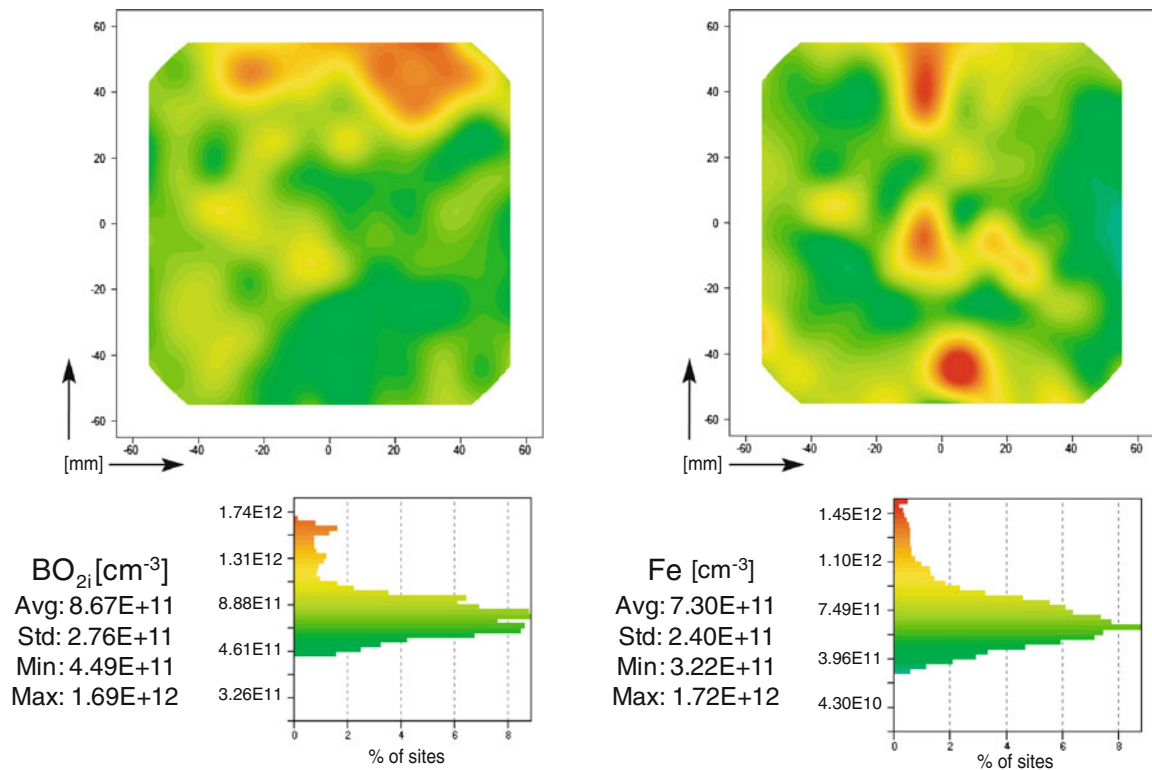 60
40
20
0
-20
-40
-60
-60 -40 -20 0 20 40 60
[mm]
60
40
20
0
-20
-40
-60
-60 -40 -20 0 20 40 60
[mm]
BO2i [cm-3]
Avg: 8.67E+11
Std: 2.76E+11
Min: 4.49E+11
Max: 1.69E+12
1.74E12
1.31E12
8.88E11
4.61E11
3.26E11
0 2 4 6 8
% of sites
Fe [cm-3]
Avg: 7.30E+11
Std: 2.40E+11
Min: 3.22E+11
Max: 1.72E+12
1.45E12
1.10E12
7.49E11
3.96E11
4.30E10
0 2 4 6 8
% of sites